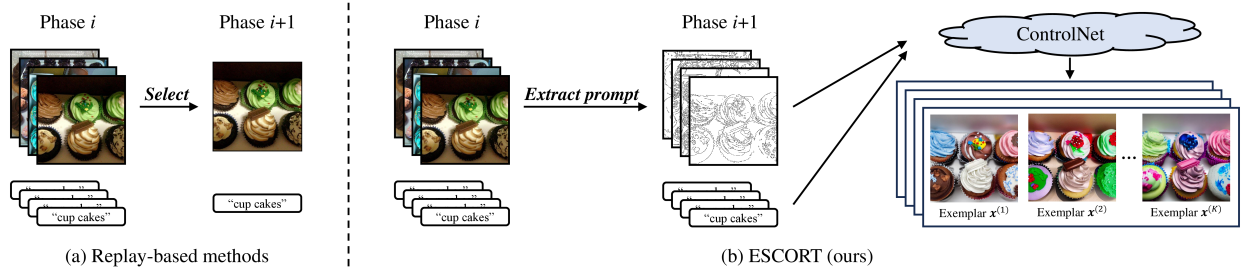 Phase i
Phase i+1
Select
“cup cakes”
“cup cakes”
(a) Replay-based methods
Phase i
Phase i+1
ControlNet
Extract prompt
“cup cakes”
“cup cakes”
...
Exemplar x^(1)
Exemplar x^(2)
Exemplar x^(K)
(b) ESCORT (ours)